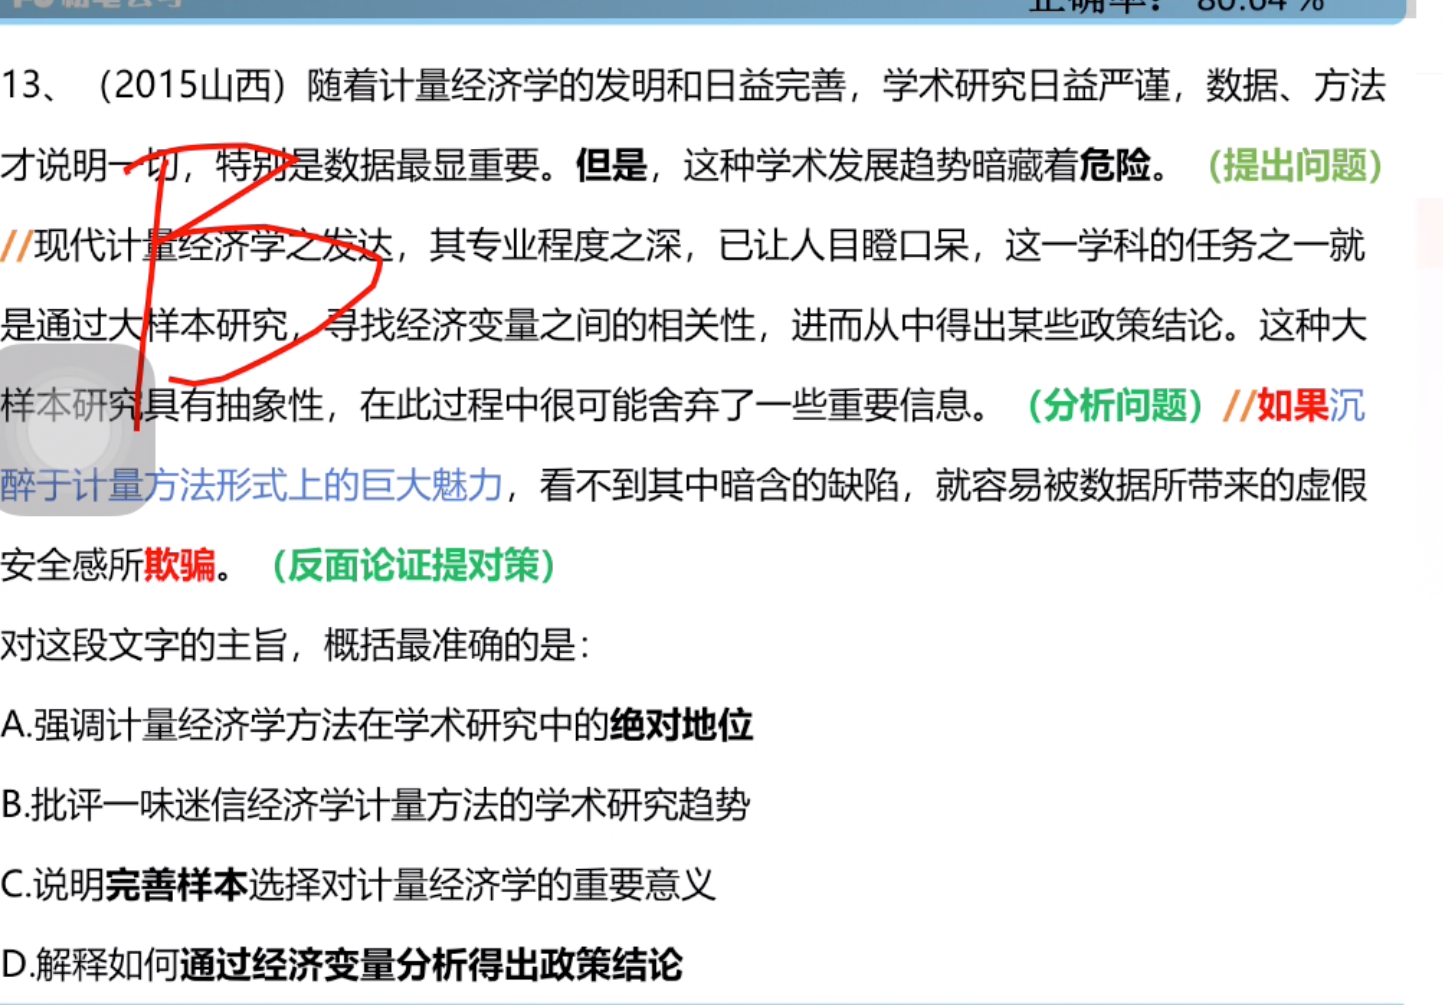 13、（2015山西）随着计量经济学的发明和日益完善，学术研究日益严谨，数据、方法
才说明一切，特别是数据最显重要。但是，这种学术发展趋势暗藏着危险。（提出问题）
//现代计量经济学之发达，其专业程度之深，已让人目瞪口呆，这一学科的任务之一就
是通过大样本研究，寻找经济变量之间的相关性，进而从中得出某些政策结论。这种大
样本研究具有抽象性，在此过程中很可能舍弃了一些重要信息。（分析问题）//如果沉
醉于计量方法形式上的巨大魅力，看不到其中暗含的缺陷，就容易被数据所带来的虚假
安全感所欺骗。（反面论证提对策）
对这段文字的主旨，概括最准确的是：
A.强调计量经济学方法在学术研究中的绝对地位
B.批评一味迷信经济学计量方法的学术研究趋势
C.说明完善样本选择对计量经济学的重要意义
D.解释如何通过经济变量分析得出政策结论
B